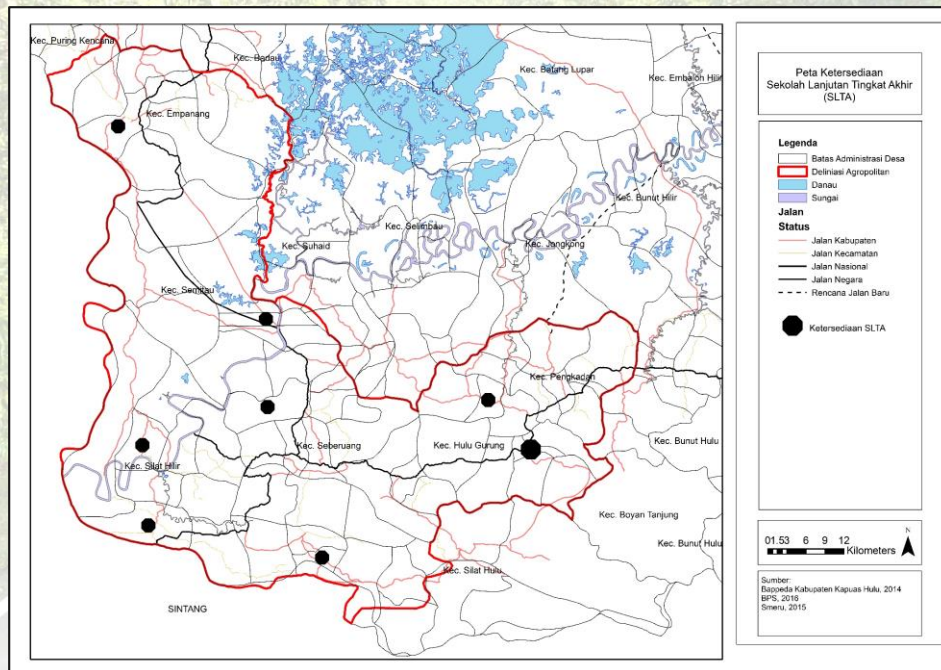 Kec. Puring Kencana
Kec. Badau
Kec. Batang Lupar
Kec. Embaloh Hilir
Kec. Empanang
Kec. Bunut Hilir
Kec. Selimbau
Kec. Suhaid
Kec. Jongkong
Kec. Semitau
Kec. Pengkadan
Kec. Seberuang
Kec. Hulu Gurung
Kec. Bunut Hulu
Kec. Silat Hilir
Kec. Boyan Tanjung
Kec. Bunut Hulu
Kec. Silat Hulu
SINTANG
Peta Ketersediaan
Sekolah Lanjutan Tingkat Akhir
(SLTA)
Legenda
Batas Administrasi Desa
Deliniasi Agropolitan
Danau
Sungai
Jalan
Status
Jalan Kabupaten
Jalan Kecamatan
Jalan Nasional
Jalan Negara
Rencana Jalan Baru
Ketersediaan SLTA
N
01.53 6 9 12
Kilometers
Sumber:
Bappeda Kabupaten Kapuas Hulu, 2014
BPS, 2016
Smeru, 2015